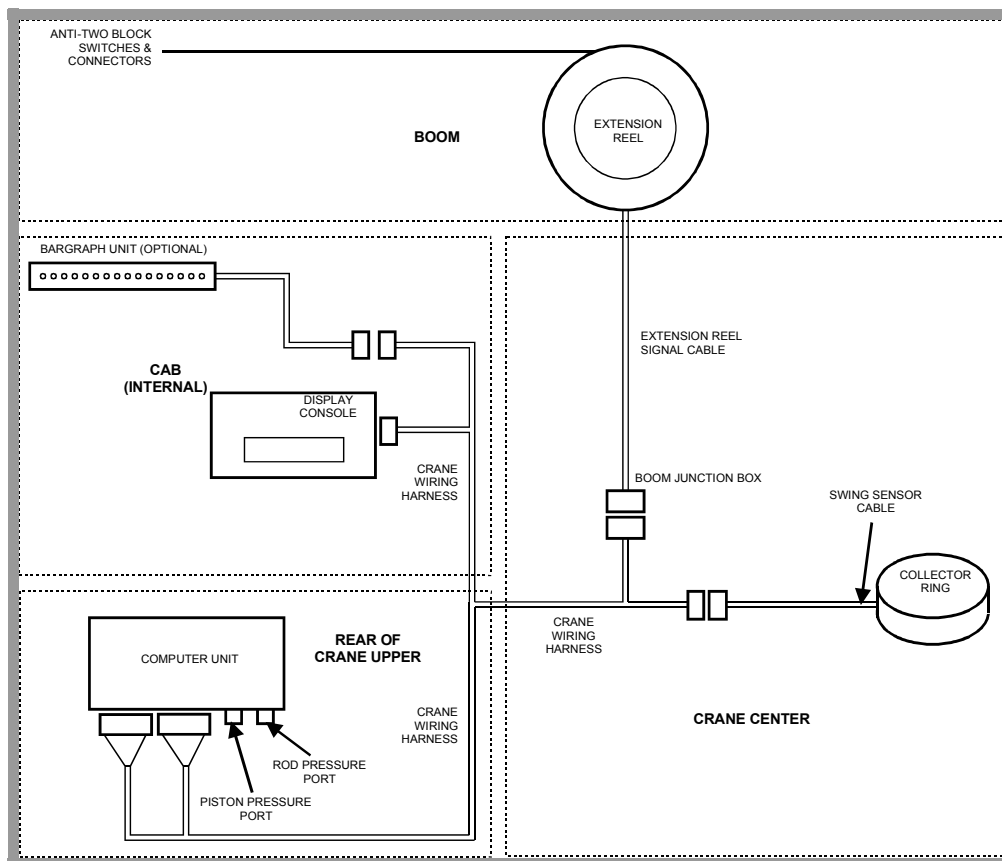 ANTI-TWO BLOCK
SWITCHES &
CONNECTORS
BOOM
EXTENSION
REEL
BARGRAPH UNIT (OPTIONAL)
CAB
(INTERNAL)
DISPLAY
CONSOLE
CRANE
WIRING
HARNESS
EXTENSION REEL
SIGNAL CABLE
BOOM JUNCTION BOX
SWING SENSOR
CABLE
COLLECTOR
RING
CRANE
WIRING
HARNESS
CRANE CENTER
REAR OF
CRANE UPPER
COMPUTER UNIT
CRANE
WIRING
HARNESS
ROD PRESSURE
PORT
PISTON PRESSURE
PORT